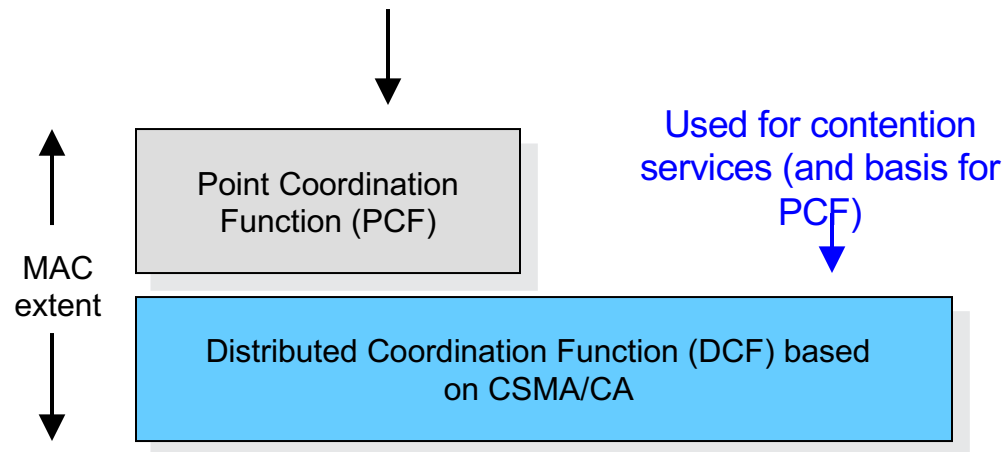 Used for contention
services (and basis for
PCF)
Point Coordination
Function (PCF)
MAC
extent
Distributed Coordination Function (DCF) based
on CSMA/CA